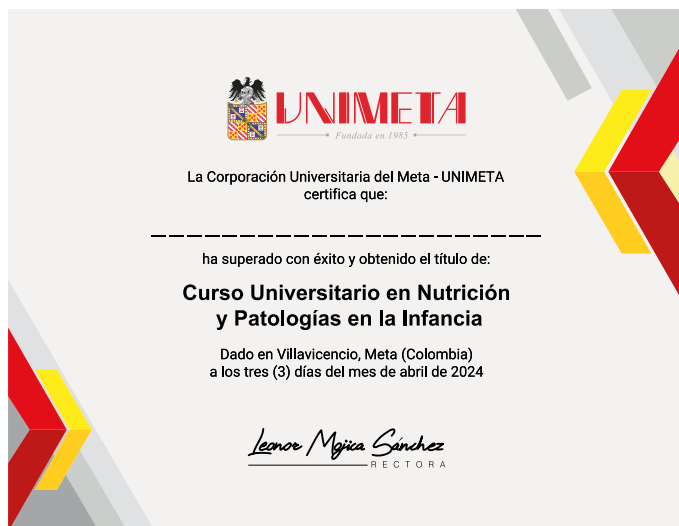 UNIMETA
Fundada en 1985
La Corporación Universitaria del Meta - UNIMETA
certifica que:
ha superado con éxito y obtenido el título de:
Curso Universitario en Nutrición
y Patologías en la Infancia
Dado en Villavicencio, Meta (Colombia)
a los tres (3) días del mes de abril de 2024
Leonor Mojica Sánchez
RECTORA